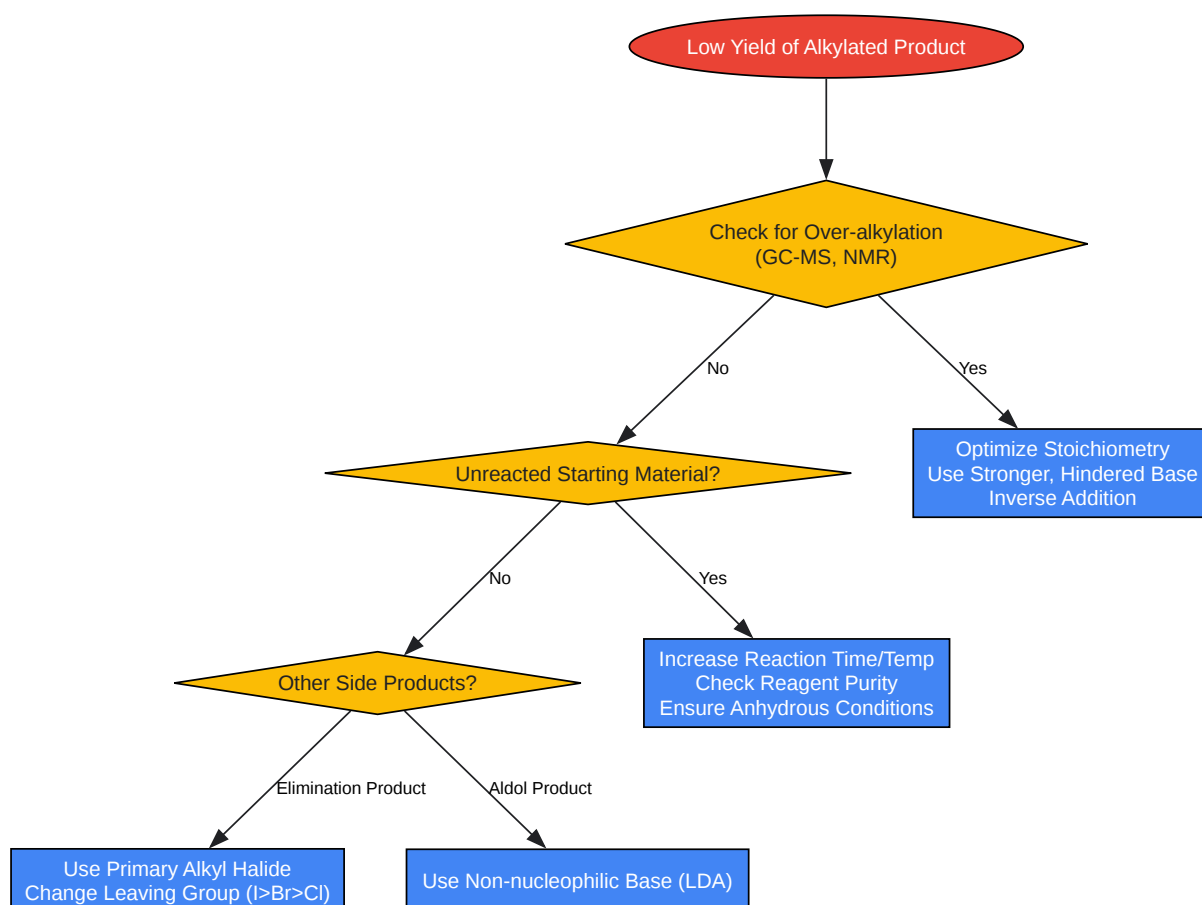 Low Yield of Alkylated Product
Check for Over-alkylation
(GC-MS, NMR)
No
Yes
Optimize Stoichiometry
Use Stronger, Hindered Base
Inverse Addition
Unreacted Starting Material?
No
Yes
Increase Reaction Time/Temp
Check Reagent Purity
Ensure Anhydrous Conditions
Other Side Products?
Elimination Product
Aldol Product
Use Primary Alkyl Halide
Change Leaving Group (I>Br>Cl)
Use Non-nucleophilic Base (LDA)